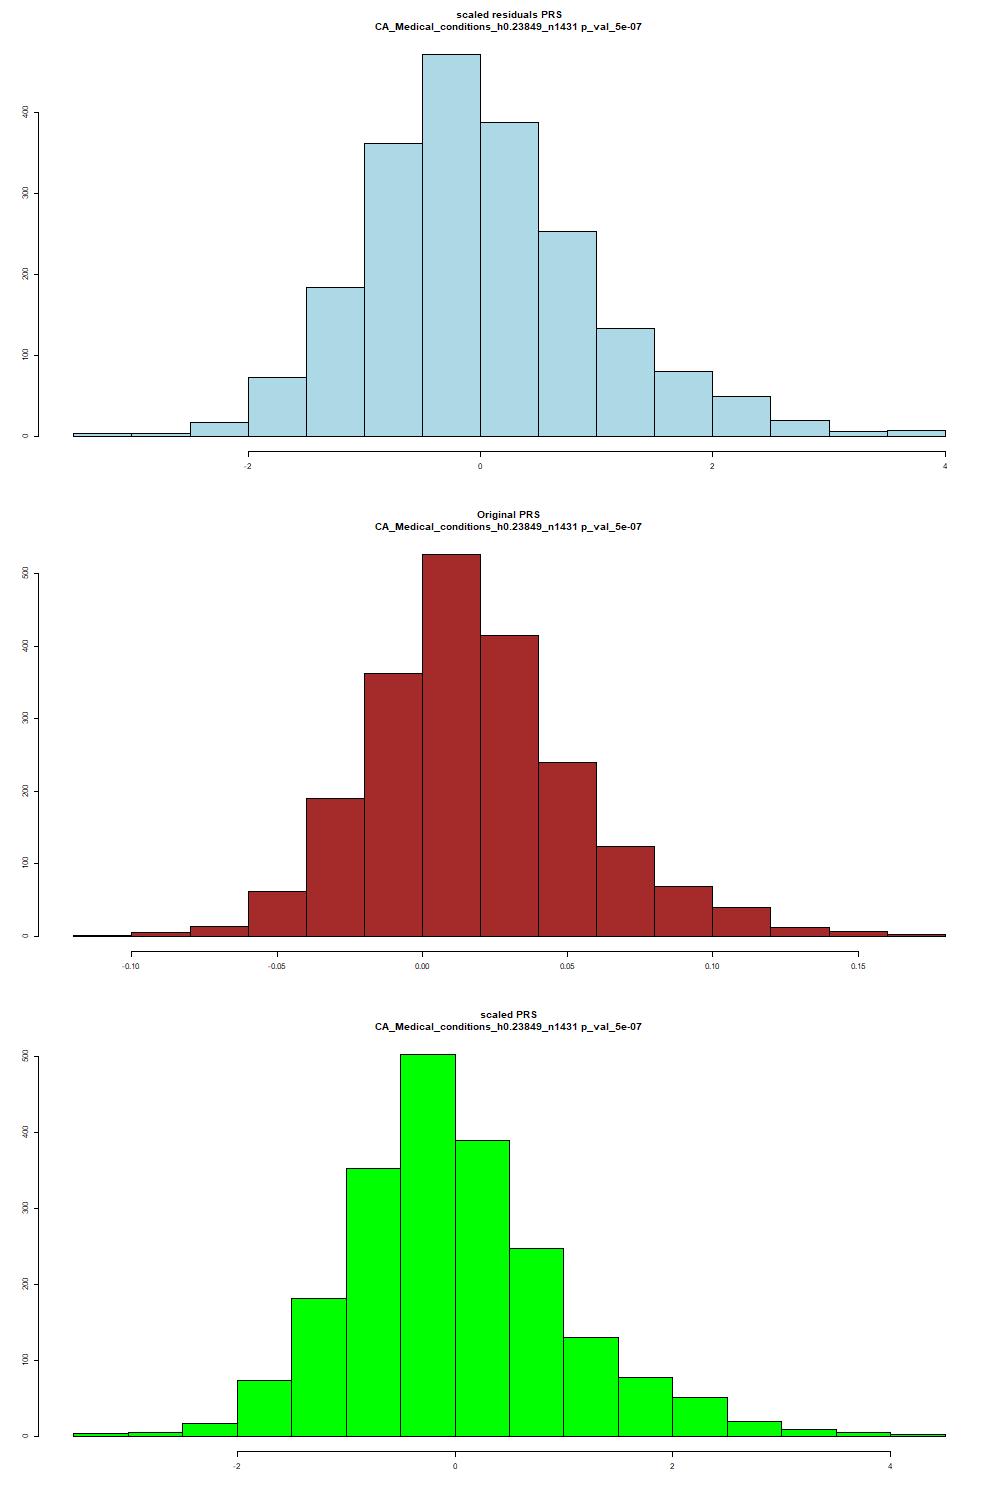 scaled residuals PRS
CA_Medical_conditions_h0.23849_n1431 p_val_5e-07
400
300
200
100
0
-2 0 2 4
Original PRS
CA_Medical_conditions_h0.23849_n1431 p_val_5e-07
500
400
300
200
100
0
-0.10 -0.05 0.00 0.05 0.10 0.15
scaled PRS
CA_Medical_conditions_h0.23849_n1431 p_val_5e-07
500
400
300
200
100
0
-2 0 2 4